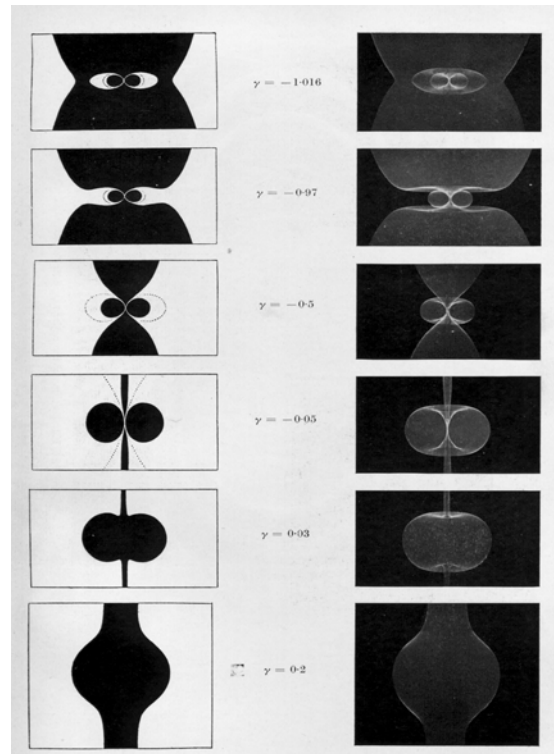 γ = −1·016
γ = −0·97
γ = −0·5
γ = −0·05
γ = 0·03
γ = 0·2